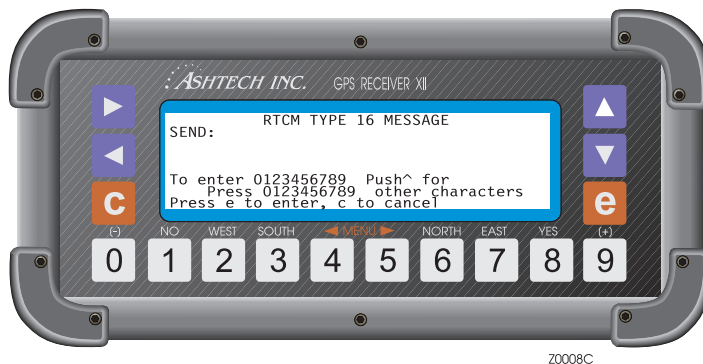 ASHTECH INC. GPS RECEIVER XII
RTCM TYPE 16 MESSAGE
SEND:
To enter 0123456789 Push^ for
Press 0123456789 other characters
Press e to enter, c to cancel
c
e
(-) NO WEST SOUTH MENU NORTH EAST YES (+)
0 1 2 3 4 5 6 7 8 9
Z0008C